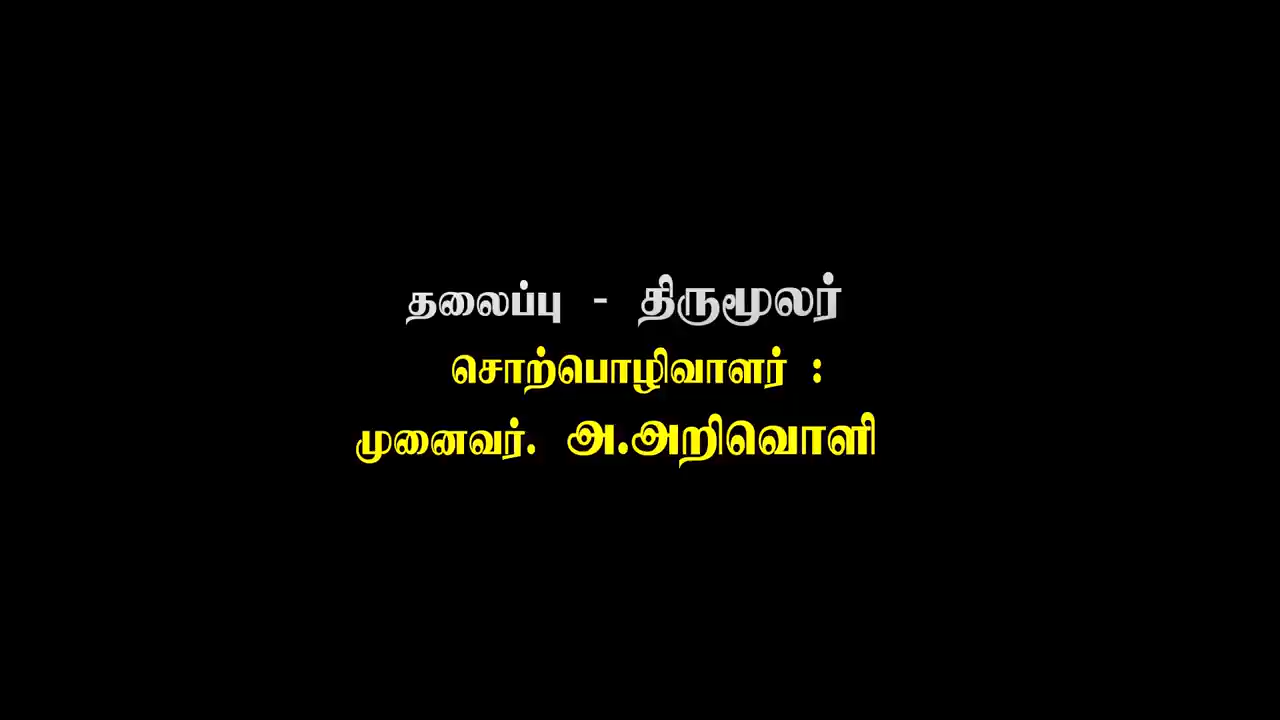 தலைப்பு - திருமூலர்
சொற்பொழிவாளர் :
முனைவர். அ.அறிவொளி